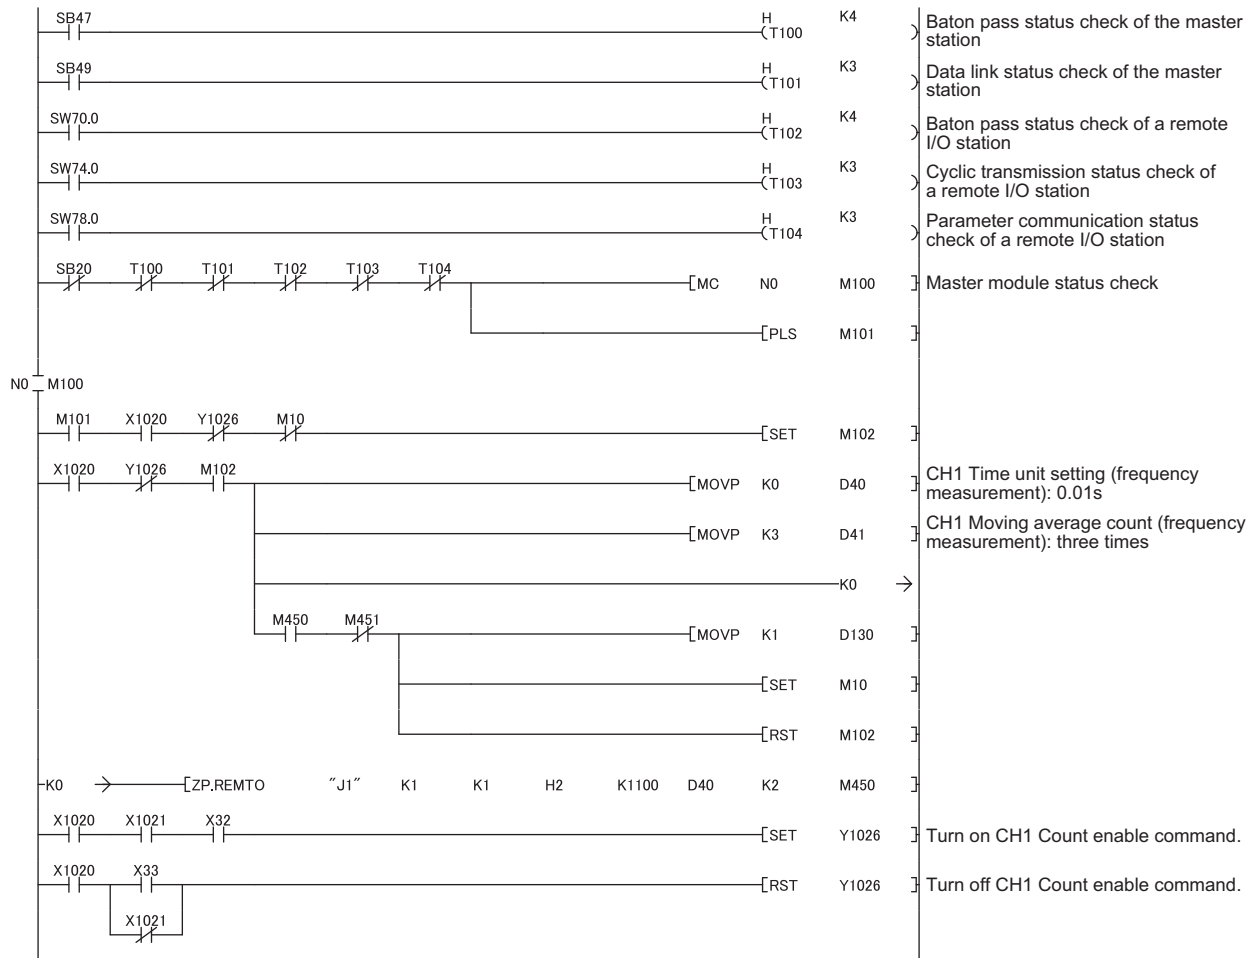 SB47
H K4
T100
Baton pass status check of the master
station
SB49
H K3
T101
Data link status check of the master
station
SW70.0
H K4
T102
Baton pass status check of a remote
I/O station
SW74.0
H K3
T103
Cyclic transmission status check of
a remote I/O station
SW78.0
H K3
T104
Parameter communication status
check of a remote I/O station
SB20 T100 T101 T102 T103 T104
MC N0 M100
Master module status check
PLS M101
N0 M100
M101 X1020 Y1026 M10
SET M102
X1020 Y1026 M102
MOVP K0 D40
CH1 Time unit setting (frequency
measurement): 0.01s
MOVP K3 D41
CH1 Moving average count (frequency
measurement): three times
K0
M450 M451
MOVP K1 D130
SET M10
RST M102
K0 ZP.REMTO "J1" K1 K1 H2 K1100 D40 K2 M450
X1020 X1021 X32
SET Y1026
Turn on CH1 Count enable command.
X1020 X33
RST Y1026
Turn off CH1 Count enable command.
X1021